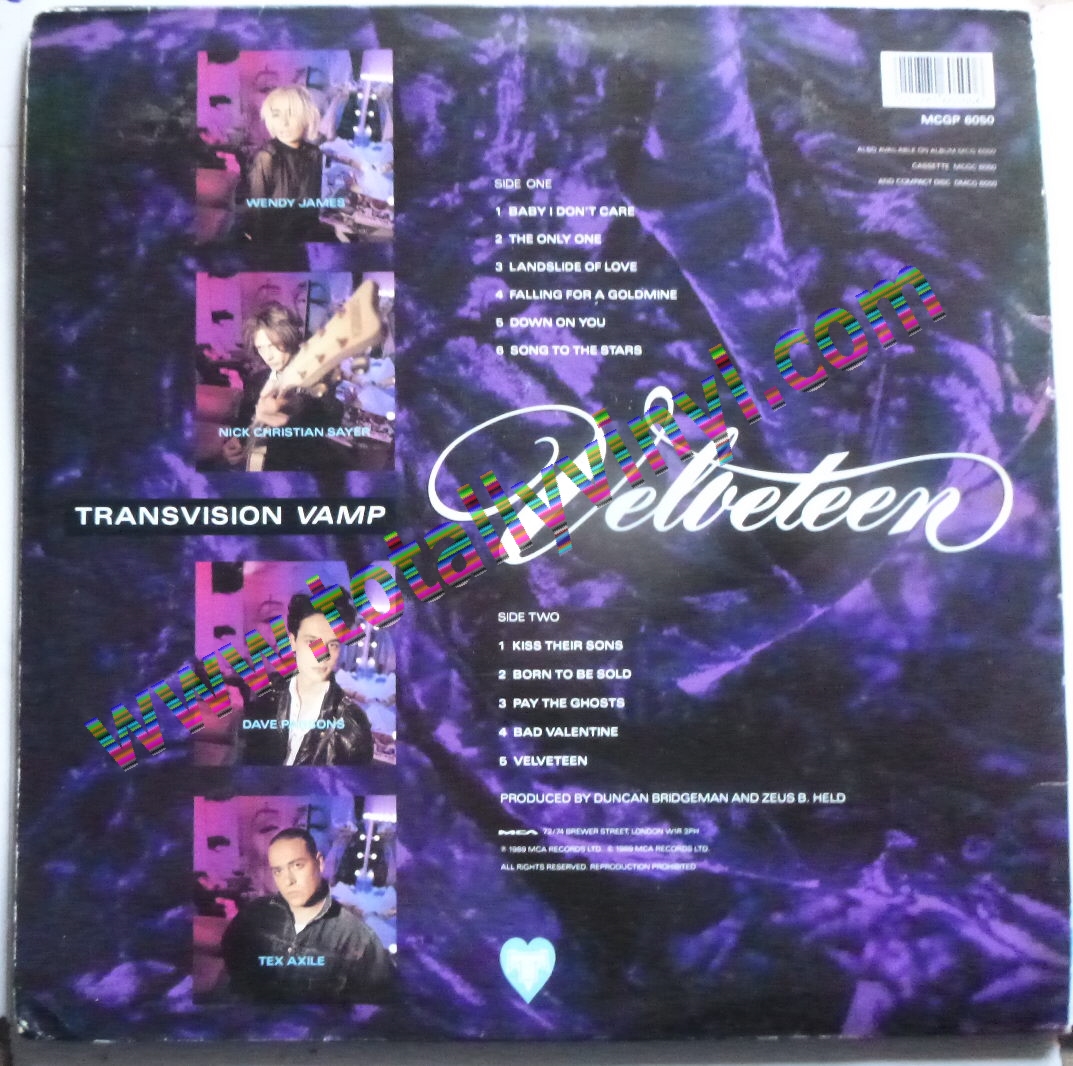 MCGP 6050
ALSO AVAILABLE ON ALBUM MCG 6050
CASSETTE MCGC 6050
AND COMPACT DISC DMCG 6050
WENDY JAMES
NICK CHRISTIAN SAYER
TRANSVISION VAMP
DAVE PARSONS
TEX AXILE
SIDE ONE
1 BABY I DON'T CARE
2 THE ONLY ONE
3 LANDSLIDE OF LOVE
4 FALLING FOR A GOLDMINE
5 DOWN ON YOU
6 SONG TO THE STARS
Velveteen
SIDE TWO
1 KISS THEIR SONS
2 BORN TO BE SOLD
3 PAY THE GHOSTS
4 BAD VALENTINE
5 VELVETEEN
PRODUCED BY DUNCAN BRIDGEMAN AND ZEUS B. HELD
MCA 72/74 BREWER STREET, LONDON W1R 3PH
℗ 1989 MCA RECORDS LTD. © 1989 MCA RECORDS LTD.
ALL RIGHTS RESERVED. REPRODUCTION PROHIBITED
www.totallyvinyl.com